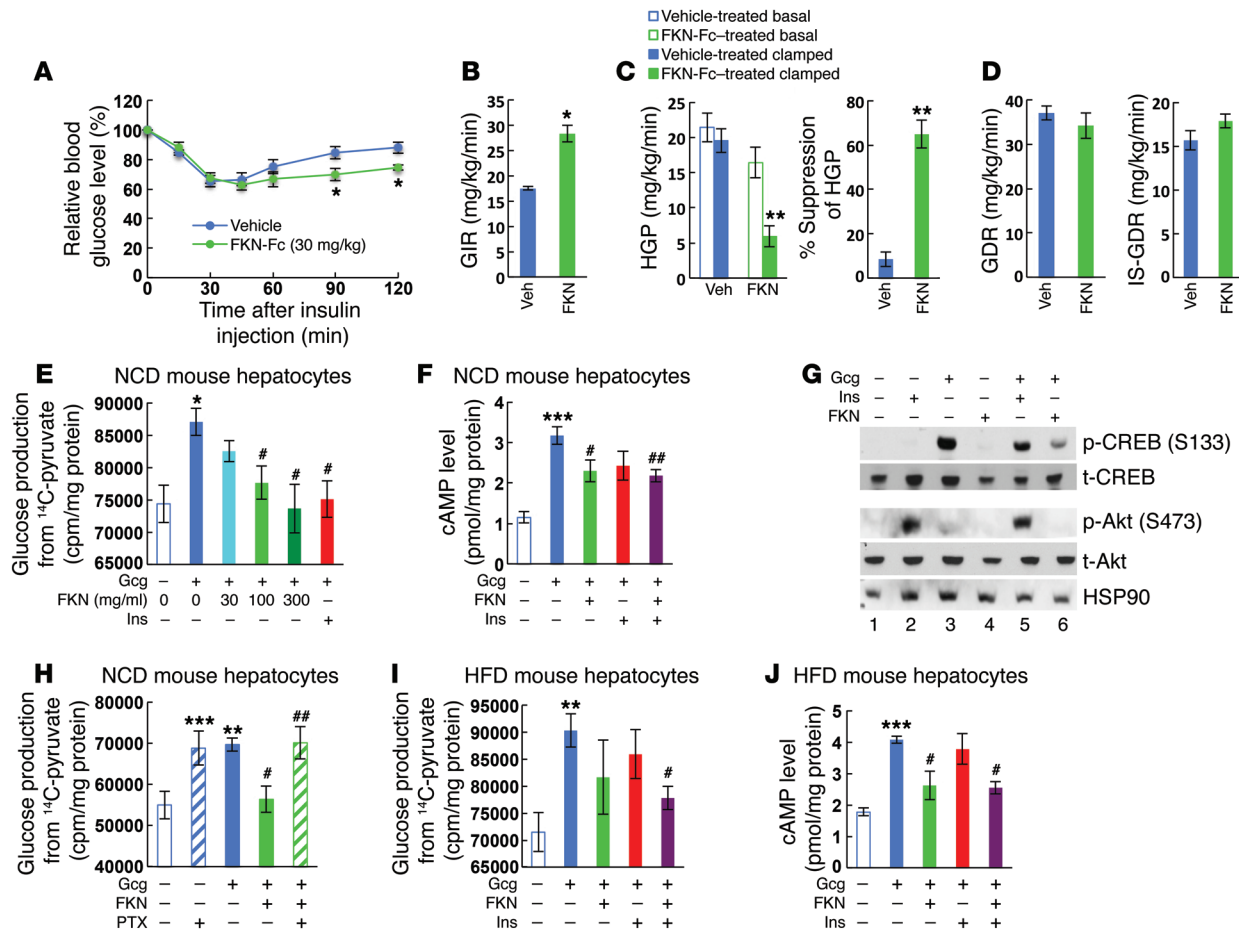 Vehicle-treated basal
FKN-Fc–treated basal
Vehicle-treated clamped
FKN-Fc–treated clamped
A
Relative blood
glucose level (%)
120
100
80
60
40
20
0
Vehicle
FKN-Fc (30 mg/kg)
* *
0 30 60 90 120
Time after insulin
injection (min)
B
GIR (mg/kg/min)
35
30
25
20
15
10
5
0
*
Veh FKN
C
HGP (mg/kg/min)
25
20
15
10
5
0
**
Veh FKN
% Suppression
of HGP
80
60
40
20
0
**
Veh FKN
D
GDR (mg/kg/min)
40
30
20
10
0
Veh FKN
IS-GDR (mg/kg/min)
20
15
10
5
0
Veh FKN
E NCD mouse hepatocytes
Glucose production
from 14C-pyruvate
(cpm/mg protein)
90000
85000
80000
75000
70000
65000
* # # #
Gcg – + + + + +
FKN (mg/ml) 0 0 30 100 300 –
Ins – – – – – +
F NCD mouse hepatocytes
cAMP level
(pmol/mg protein)
4
3
2
1
0
*** # ##
Gcg – + + + +
FKN – – + – +
Ins – – – + +
G
Gcg – – + – + +
Ins – + – – + –
FKN – – – + – +
p-CREB (S133)
t-CREB
p-Akt (S473)
t-Akt
HSP90
1 2 3 4 5 6
H NCD mouse hepatocytes
Glucose production
from 14C-pyruvate
(cpm/mg protein)
80000
70000
60000
50000
40000
*** ** # ##
Gcg – – + + +
FKN – – – + +
PTX – + – – +
I HFD mouse hepatocytes
Glucose production
from 14C-pyruvate
(cpm/mg protein)
95000
90000
85000
80000
75000
70000
65000
** #
Gcg – + + + +
FKN – – + – +
Ins – – – + +
J HFD mouse hepatocytes
cAMP level
(pmol/mg protein)
5
4
3
2
1
0
*** # #
Gcg – + + + +
FKN – – + – +
Ins – – – + +